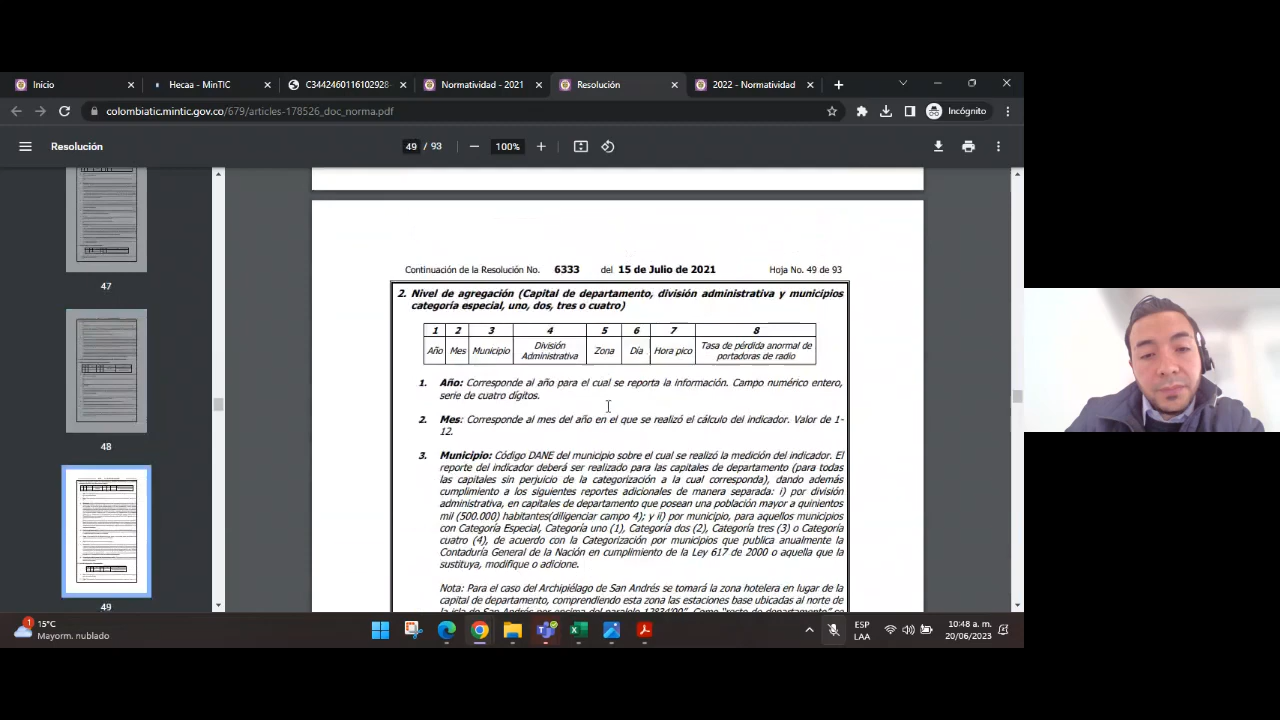 Inicio
Hecaa - MinTIC
C3442460116102928-
Normatividad - 2021
Resolución
2022 - Normatividad
colombiatic.mintic.gov.co/679/articles-178526_doc_norma.pdf
Incógnito
Resolución
49 / 93
100%
47
48
49
Continuación de la Resolución No. 6333 del 15 de Julio de 2021 Hoja No. 49 de 93
2. Nivel de agregación (Capital de departamento, división administrativa y municipios
categoría especial, uno, dos, tres o cuatro)
1 2 3 4 5 6 7 8
Año Mes Municipio División Administrativa Zona Día Hora pico Tasa de pérdida anormal de portadoras de radio
1. Año: Corresponde al año para el cual se reporta la información. Campo numérico entero,
serie de cuatro dígitos.
2. Mes: Corresponde al mes del año en el que se realizó el cálculo del indicador. Valor de 1-
12.
3. Municipio: Código DANE del municipio sobre el cual se realizó la medición del indicador. El
reporte del indicador deberá ser realizado para las capitales de departamento (para todas
las capitales sin perjuicio de la categorización a la cual corresponda), dando además
cumplimiento a los siguientes reportes adicionales de manera separada: i) por división
administrativa, en capitales de departamento que posean una población mayor a quinientos
mil (500.000) habitantes(diligenciar campo 4); y ii) por municipio, para aquellos municipios
con Categoría Especial, Categoría uno (1), Categoría dos (2), Categoría tres (3) o Categoría
cuatro (4), de acuerdo con la Categorización por municipios que publica anualmente la
Contaduría General de la Nación en cumplimiento de la Ley 617 de 2000 o aquella que la
sustituya, modifique o adicione.
Nota: Para el caso del Archipiélago de San Andrés se tomará la zona hotelera en lugar de la
capital de departamento, comprendiendo esta zona las estaciones base ubicadas al norte de
la isla de San Andrés por encima del paralelo
1
15°C
Mayorm. nublado
ESP
LAA
10:48 a. m.
20/06/2023